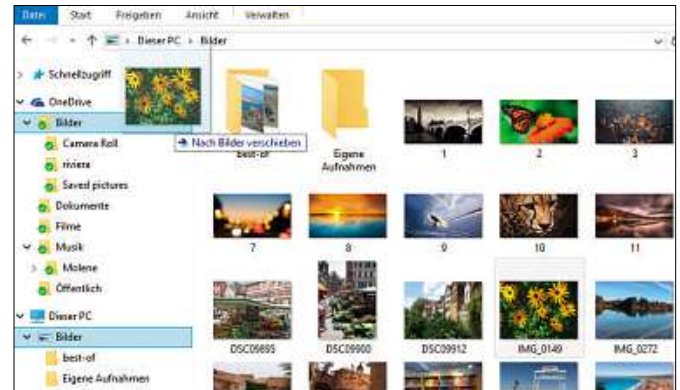 Datei Start Freigeben Ansicht Verwalten
Dieser PC › Bilder
Schnellzugriff
OneDrive
Bilder
Camera Roll
riviera
Saved pictures
Dokumente
Filme
Musik
Molene
Öffentlich
Dieser PC
Bilder
best-of
Eigene Aufnahmen
Nach Bilder verschieben
best-of
Eigene
Aufnahmen
1 2 3
7 8 9 10 11
DSC09895 DSC09900 DSC09912 IMG_0149 IMG_0272